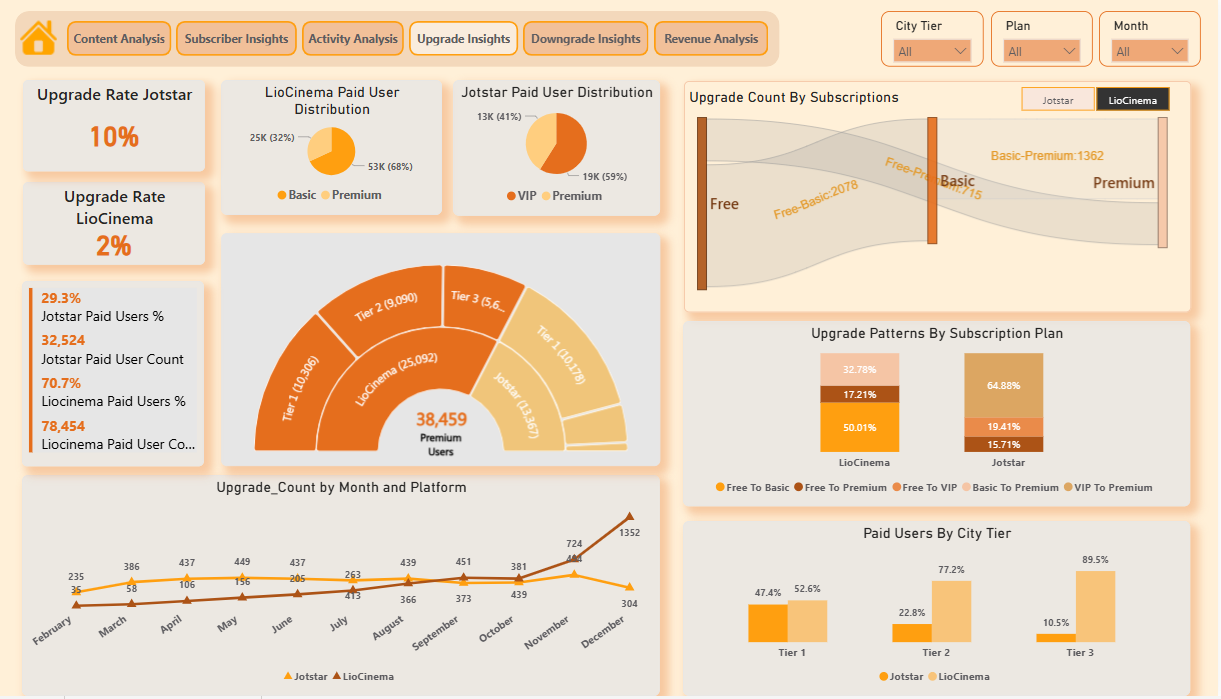 Content Analysis
Subscriber Insights
Activity Analysis
Upgrade Insights
Downgrade Insights
Revenue Analysis
City Tier
All
Plan
All
Month
All
Upgrade Rate Jotstar
10%
Upgrade Rate
LioCinema
2%
29.3%
Jotstar Paid Users %
32,524
Jotstar Paid User Count
70.7%
Liocinema Paid Users %
78,454
Liocinema Paid User Co...
LioCinema Paid User
Distribution
25K (32%)
53K (68%)
Basic
Premium
Jotstar Paid User Distribution
13K (41%)
19K (59%)
VIP
Premium
Tier 1 (10,306)
Tier 2 (9,090)
Tier 3 (5,6...
Tier 1 (10,178)
LioCinema (25,092)
Jotstar (13,367)
38,459
Premium
Users
Upgrade Count By Subscriptions
Jotstar
LioCinema
Free
Free-Basic:2078
Free-Premium:715
Basic
Basic-Premium:1362
Premium
Upgrade Patterns By Subscription Plan
32.78%
17.21%
50.01%
LioCinema
64.88%
19.41%
15.71%
Jotstar
Free To Basic
Free To Premium
Free To VIP
Basic To Premium
VIP To Premium
Upgrade_Count by Month and Platform
235
386
437
449
437
263
439
451
381
724
1352
35
58
106
156
205
413
366
373
439
304
February
March
April
May
June
July
August
September
October
November
December
Jotstar
LioCinema
Paid Users By City Tier
47.4%
52.6%
22.8%
77.2%
10.5%
89.5%
Tier 1
Tier 2
Tier 3
Jotstar
LioCinema